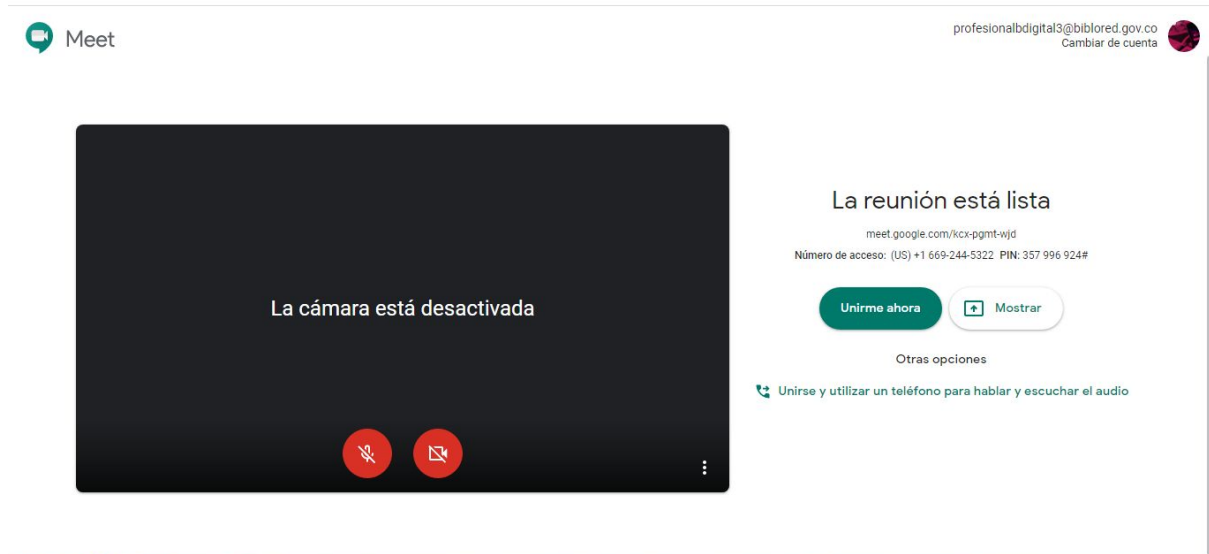 Meet
profesionalbdigital3@biblored.gov.co
Cambiar de cuenta
La cámara está desactivada
La reunión está lista
meet.google.com/kcx-pgmt-wjd
Número de acceso: (US) +1 669-244-5322 PIN: 357 996 924#
Unirme ahora
Mostrar
Otras opciones
Unirse y utilizar un teléfono para hablar y escuchar el audio